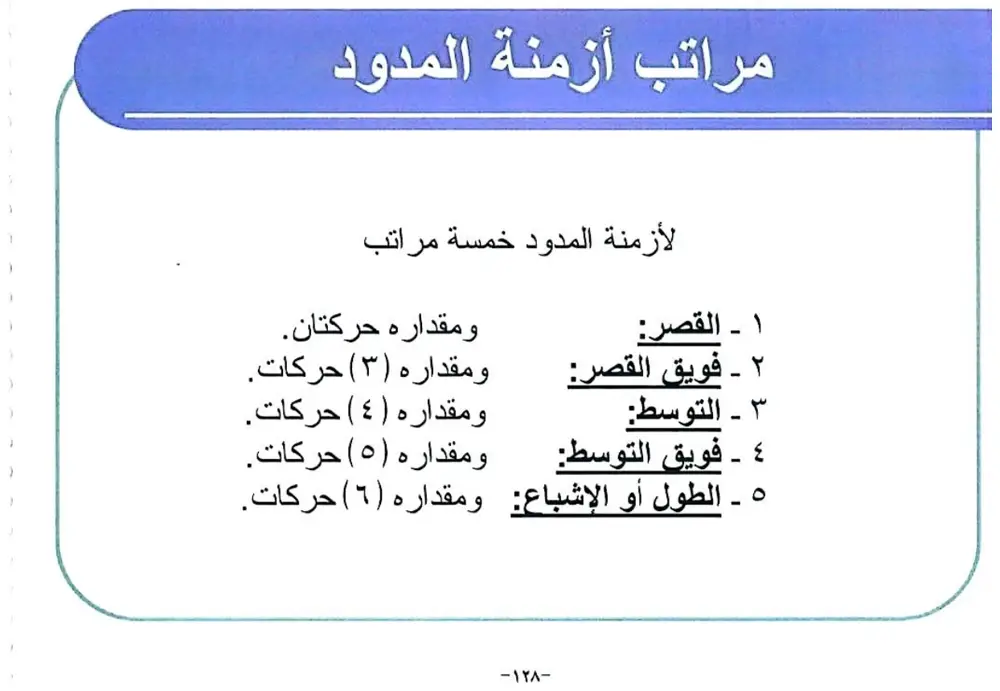 مراتب أزمنة المدود
لأزمنة المدود خمسة مراتب
١ ـ القصر: ومقداره حركتان.
٢ ـ فويق القصر: ومقداره (٣) حركات.
٣ ـ التوسط: ومقداره (٤) حركات.
٤ ـ فويق التوسط: ومقداره (٥) حركات.
٥ ـ الطول أو الإشباع: ومقداره (٦) حركات.
-١٢٨-